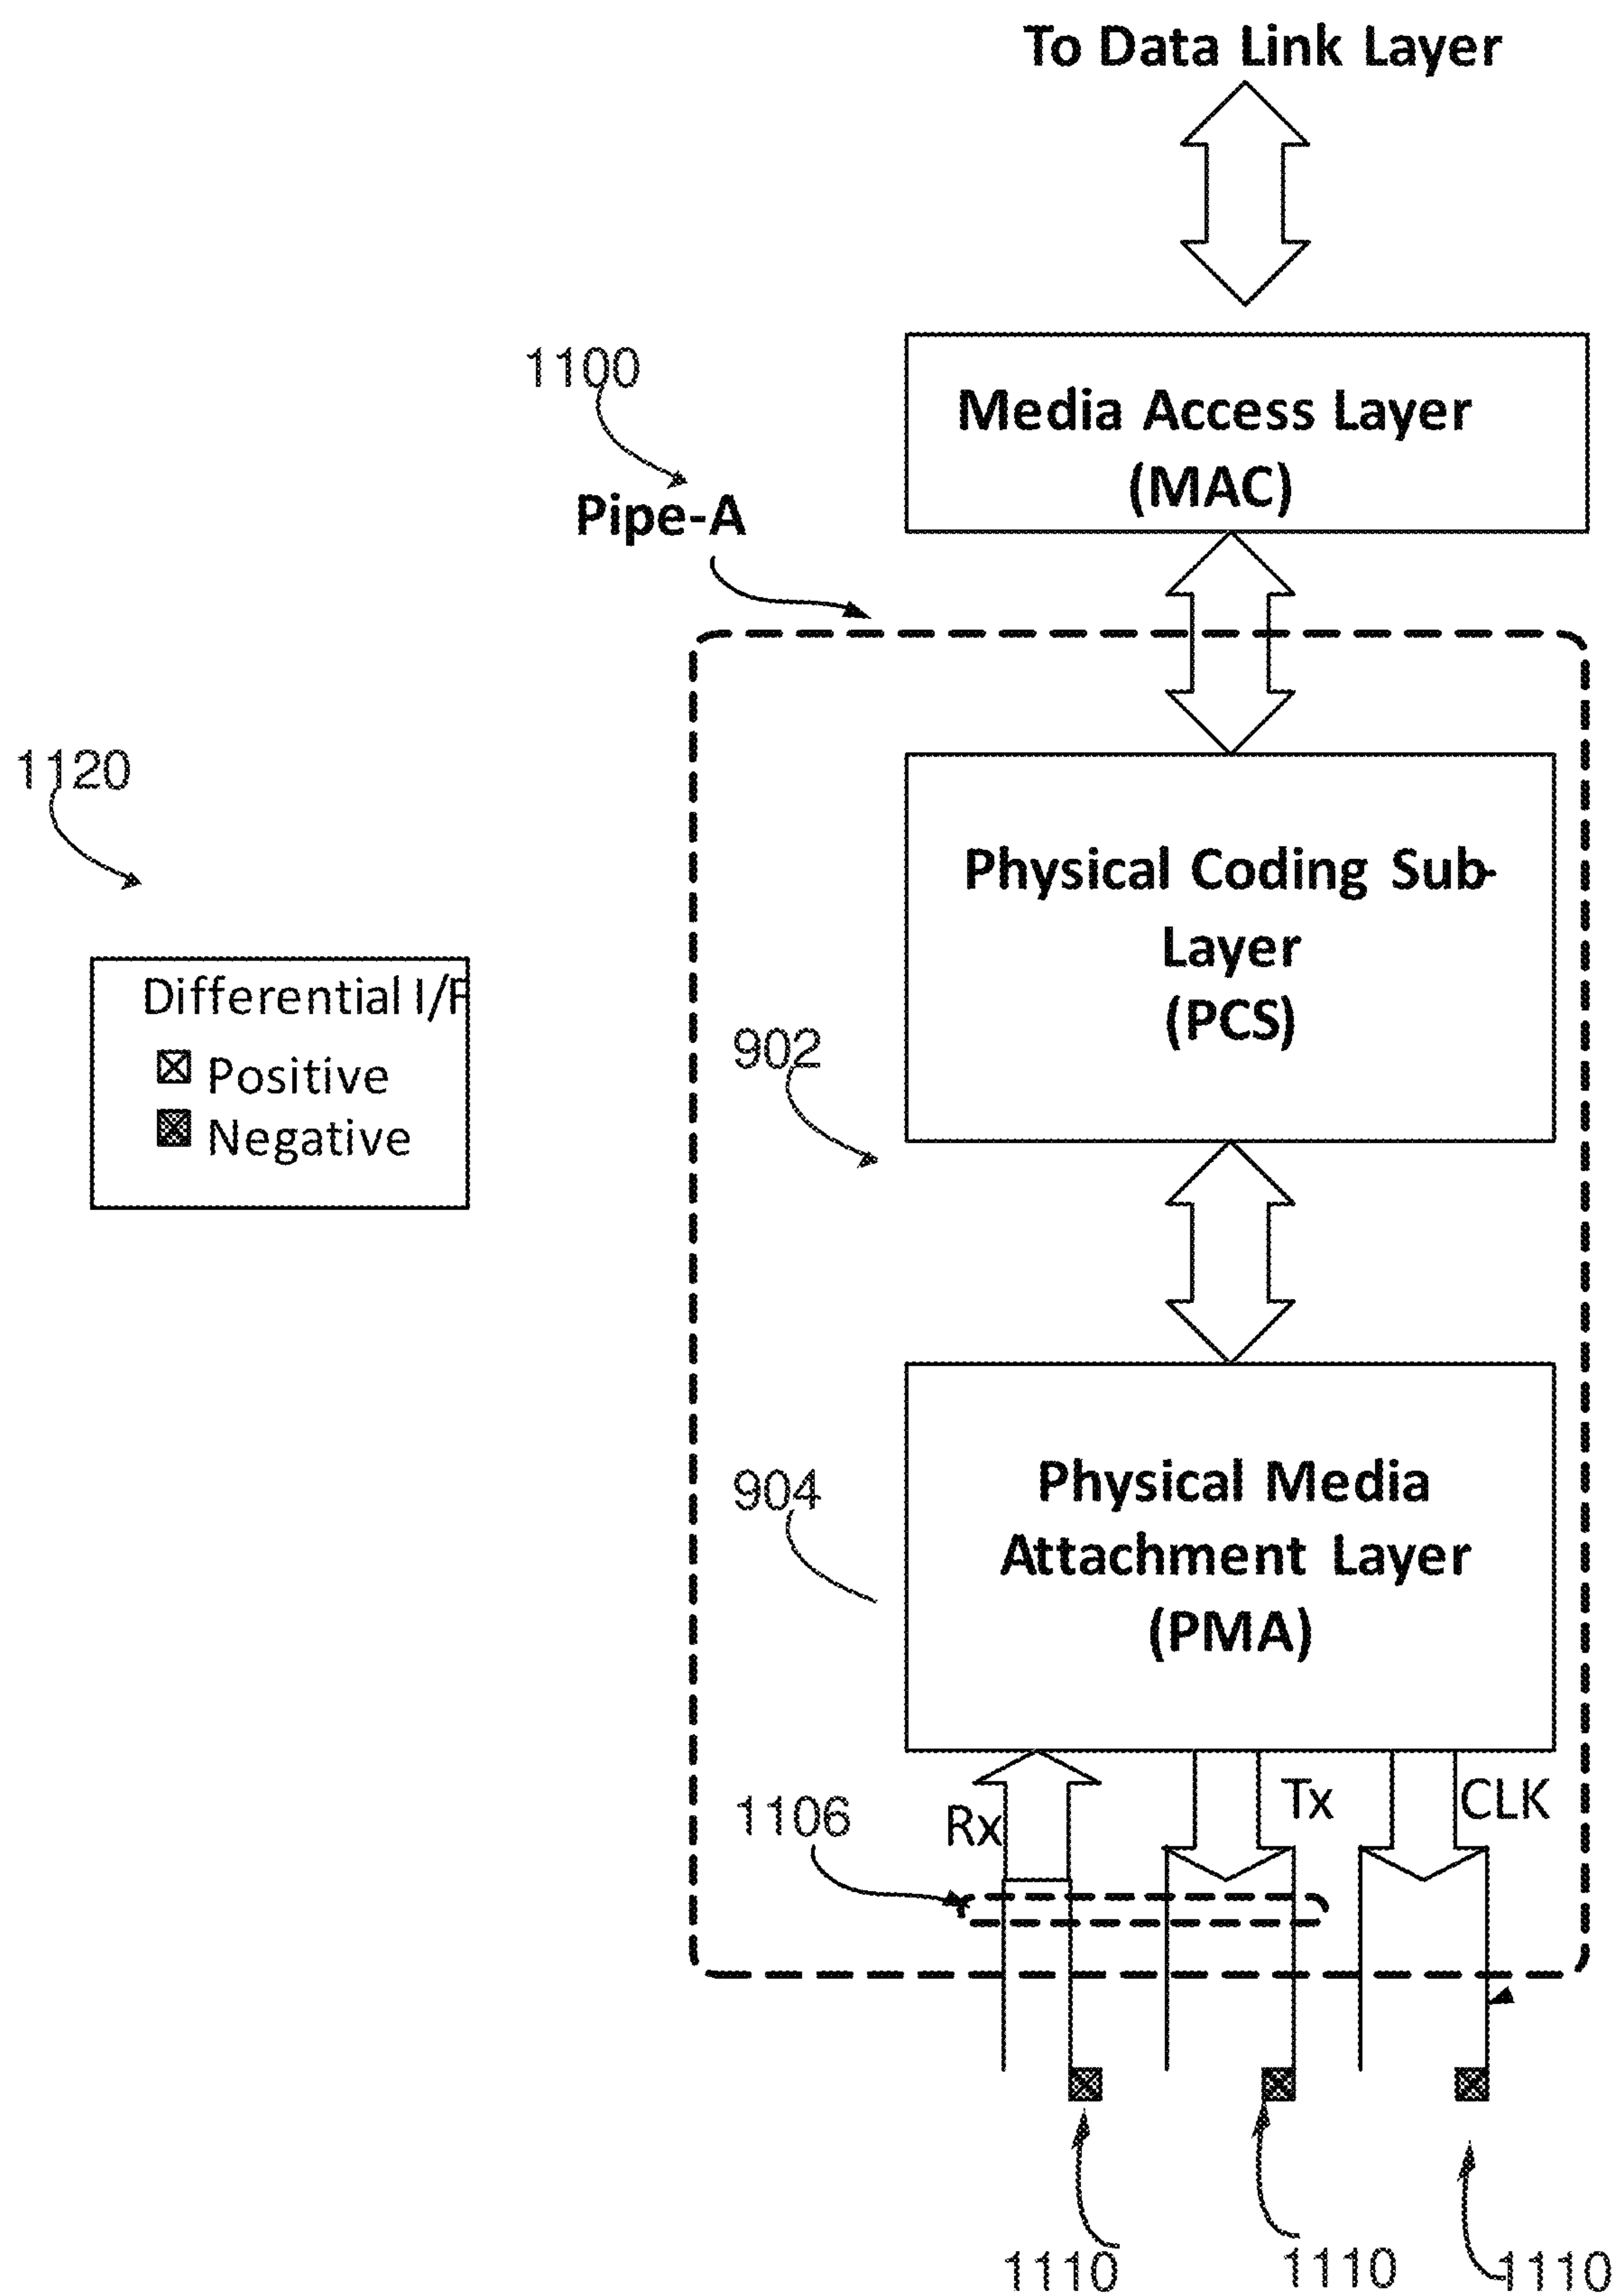 To Data Link Layer
1100
Media Access Layer
(MAC)
Pipe-A
1120
Physical Coding Sub-
Layer
(PCS)
Differential I/F
Positive
Negative
902
904
Physical Media
Attachment Layer
(PMA)
1106
Rx
Tx
CLK
1110
1110
1110